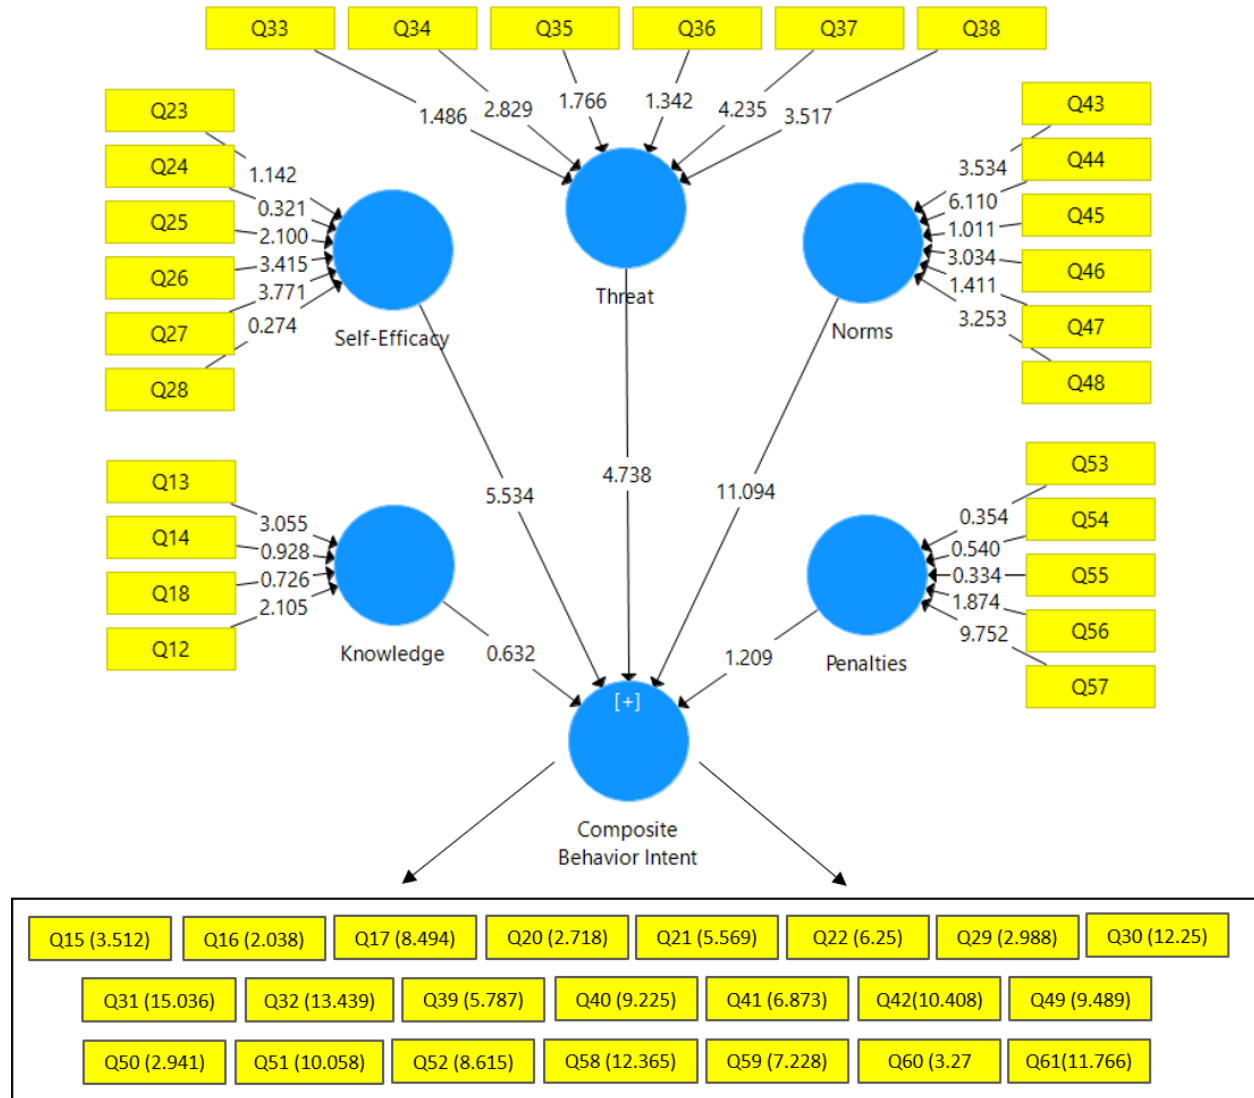 Q33 Q34 Q35 Q36 Q37 Q38
1.486 2.829 1.766 1.342 4.235 3.517
Threat
Q23
Q24
Q25
Q26
Q27
Q28
1.142
0.321
2.100
3.415
3.771
0.274
Self-Efficacy
Q43
Q44
Q45
Q46
Q47
Q48
3.534
6.110
1.011
3.034
1.411
3.253
Norms
Q13
Q14
Q18
Q12
3.055
0.928
0.726
2.105
Knowledge
Q53
Q54
Q55
Q56
Q57
0.354
0.540
0.334
1.874
9.752
Penalties
5.534
4.738
11.094
0.632
1.209
[+]
Composite
Behavior Intent
Q15 (3.512) Q16 (2.038) Q17 (8.494) Q20 (2.718) Q21 (5.569) Q22 (6.25) Q29 (2.988) Q30 (12.25)
Q31 (15.036) Q32 (13.439) Q39 (5.787) Q40 (9.225) Q41 (6.873) Q42(10.408) Q49 (9.489)
Q50 (2.941) Q51 (10.058) Q52 (8.615) Q58 (12.365) Q59 (7.228) Q60 (3.27 Q61(11.766)